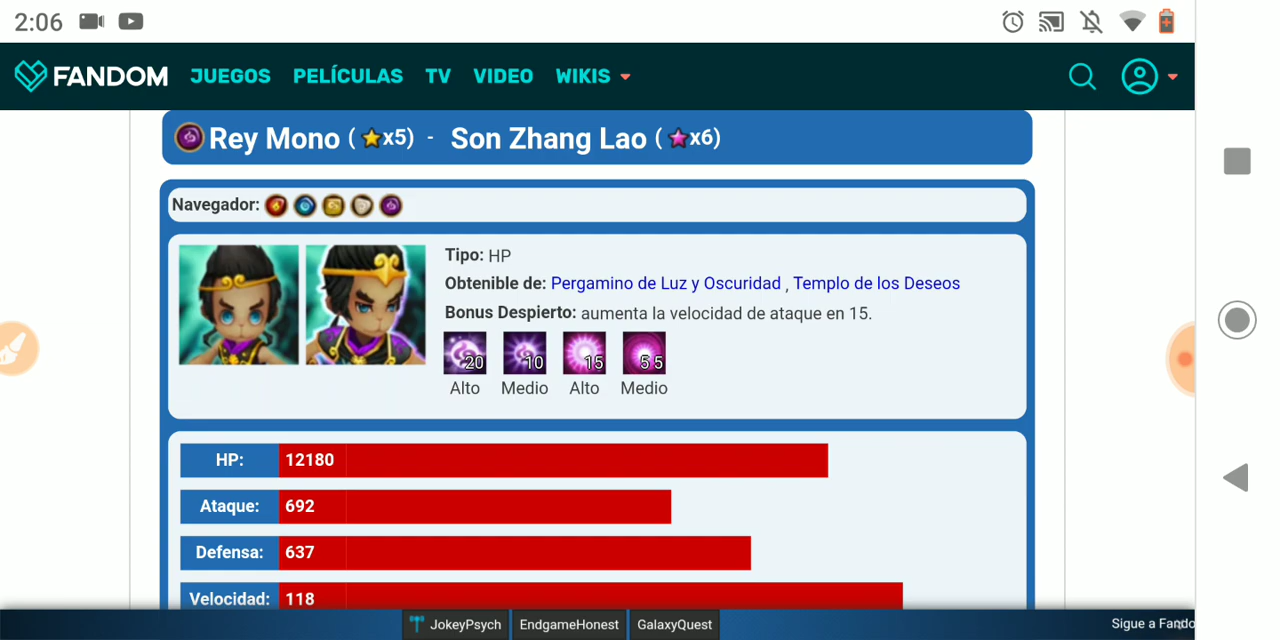 2:06
FANDOM JUEGOS PELÍCULAS TV VIDEO WIKIS
Rey Mono ( x5) - Son Zhang Lao ( x6)
Navegador:
Tipo: HP
Obtenible de: Pergamino de Luz y Oscuridad , Templo de los Deseos
Bonus Despierto: aumenta la velocidad de ataque en 15.
20 10 15 5 5
Alto Medio Alto Medio
HP: 12180
Ataque: 692
Defensa: 637
Velocidad: 118
JokeyPsych EndgameHonest GalaxyQuest Sigue a Fando